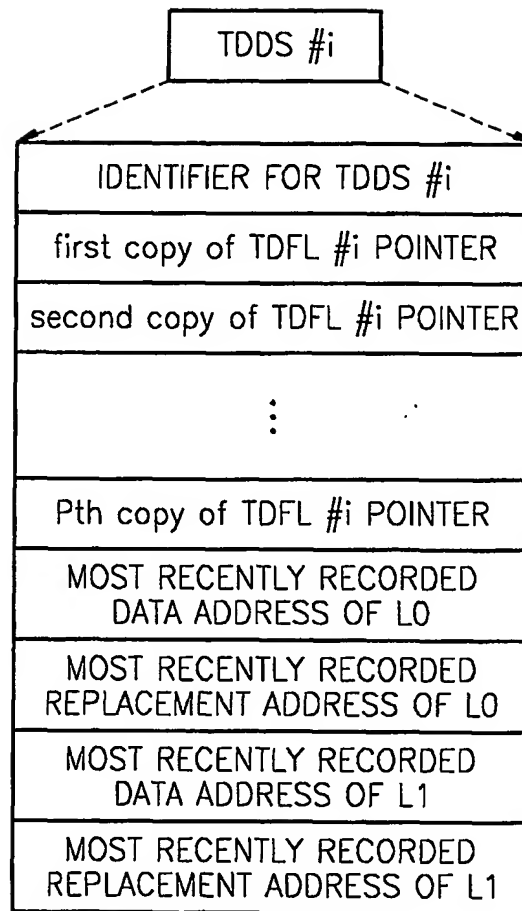 TDDS #i
IDENTIFIER FOR TDDS #i
first copy of TDFL #i POINTER
second copy of TDFL #i POINTER
⋮
Pth copy of TDFL #i POINTER
MOST RECENTLY RECORDED
DATA ADDRESS OF L0
MOST RECENTLY RECORDED
REPLACEMENT ADDRESS OF L0
MOST RECENTLY RECORDED
DATA ADDRESS OF L1
MOST RECENTLY RECORDED
REPLACEMENT ADDRESS OF L1